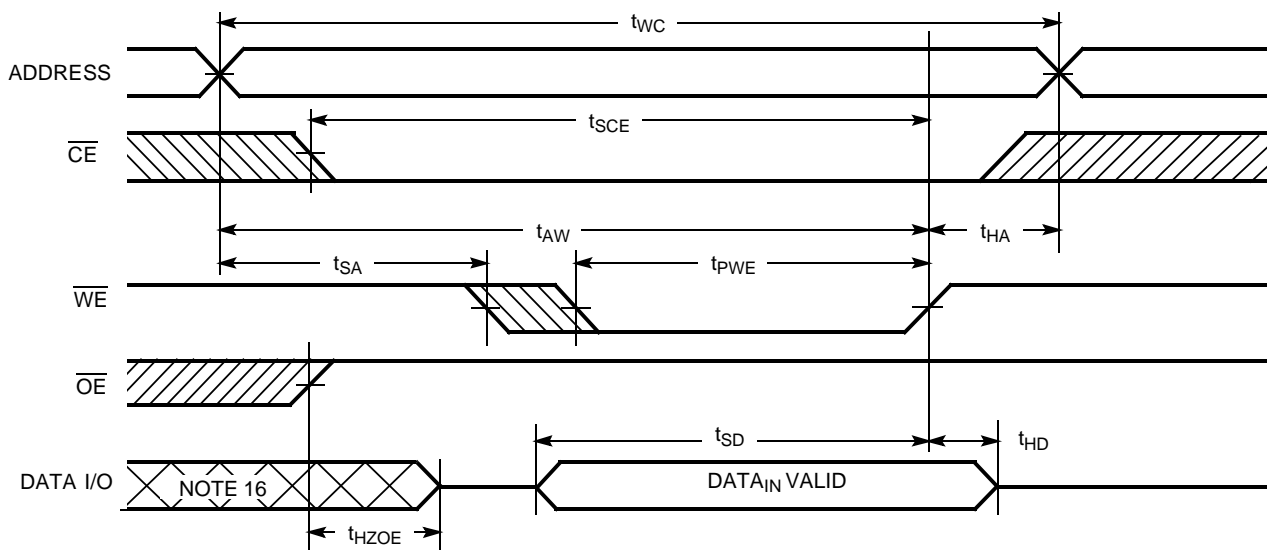 tWC
ADDRESS
tSCE
CE
tAW
tHA
tSA
tPWE
WE
OE
tSD
tHD
DATA I/O
NOTE 16
DATAIN VALID
tHZOE